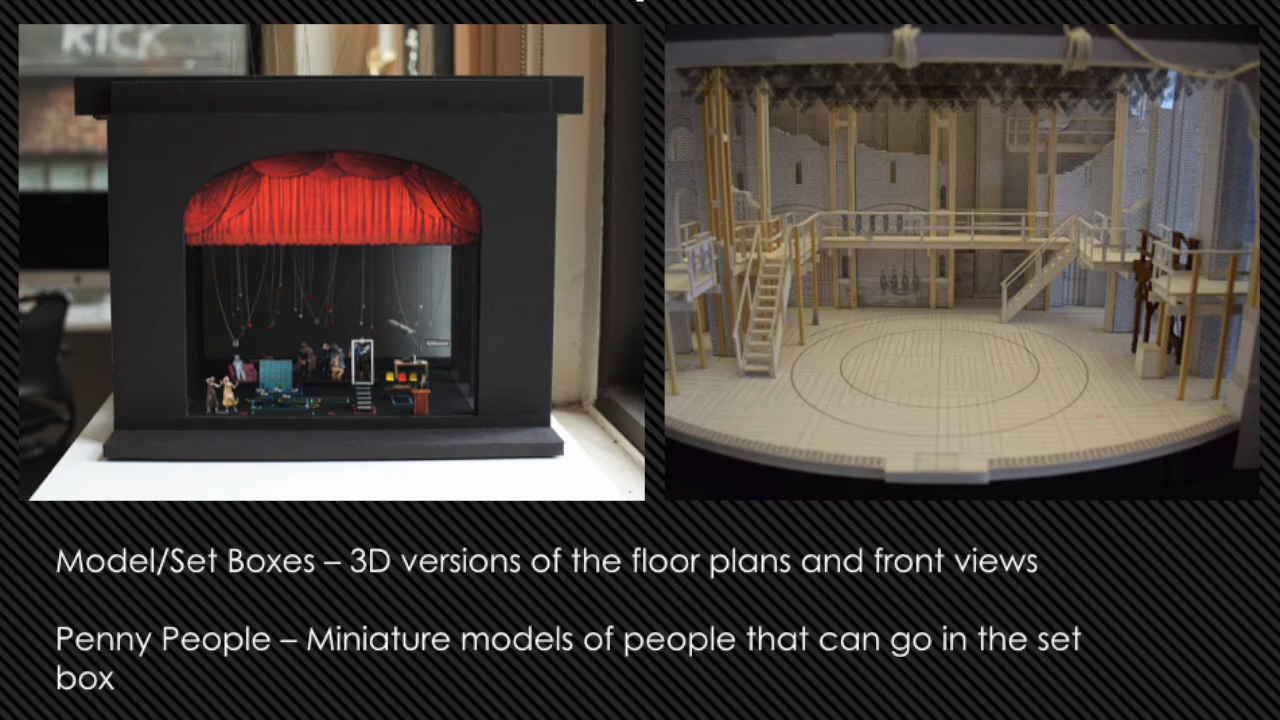 KICK
Model/Set Boxes – 3D versions of the floor plans and front views
Penny People – Miniature models of people that can go in the set
box